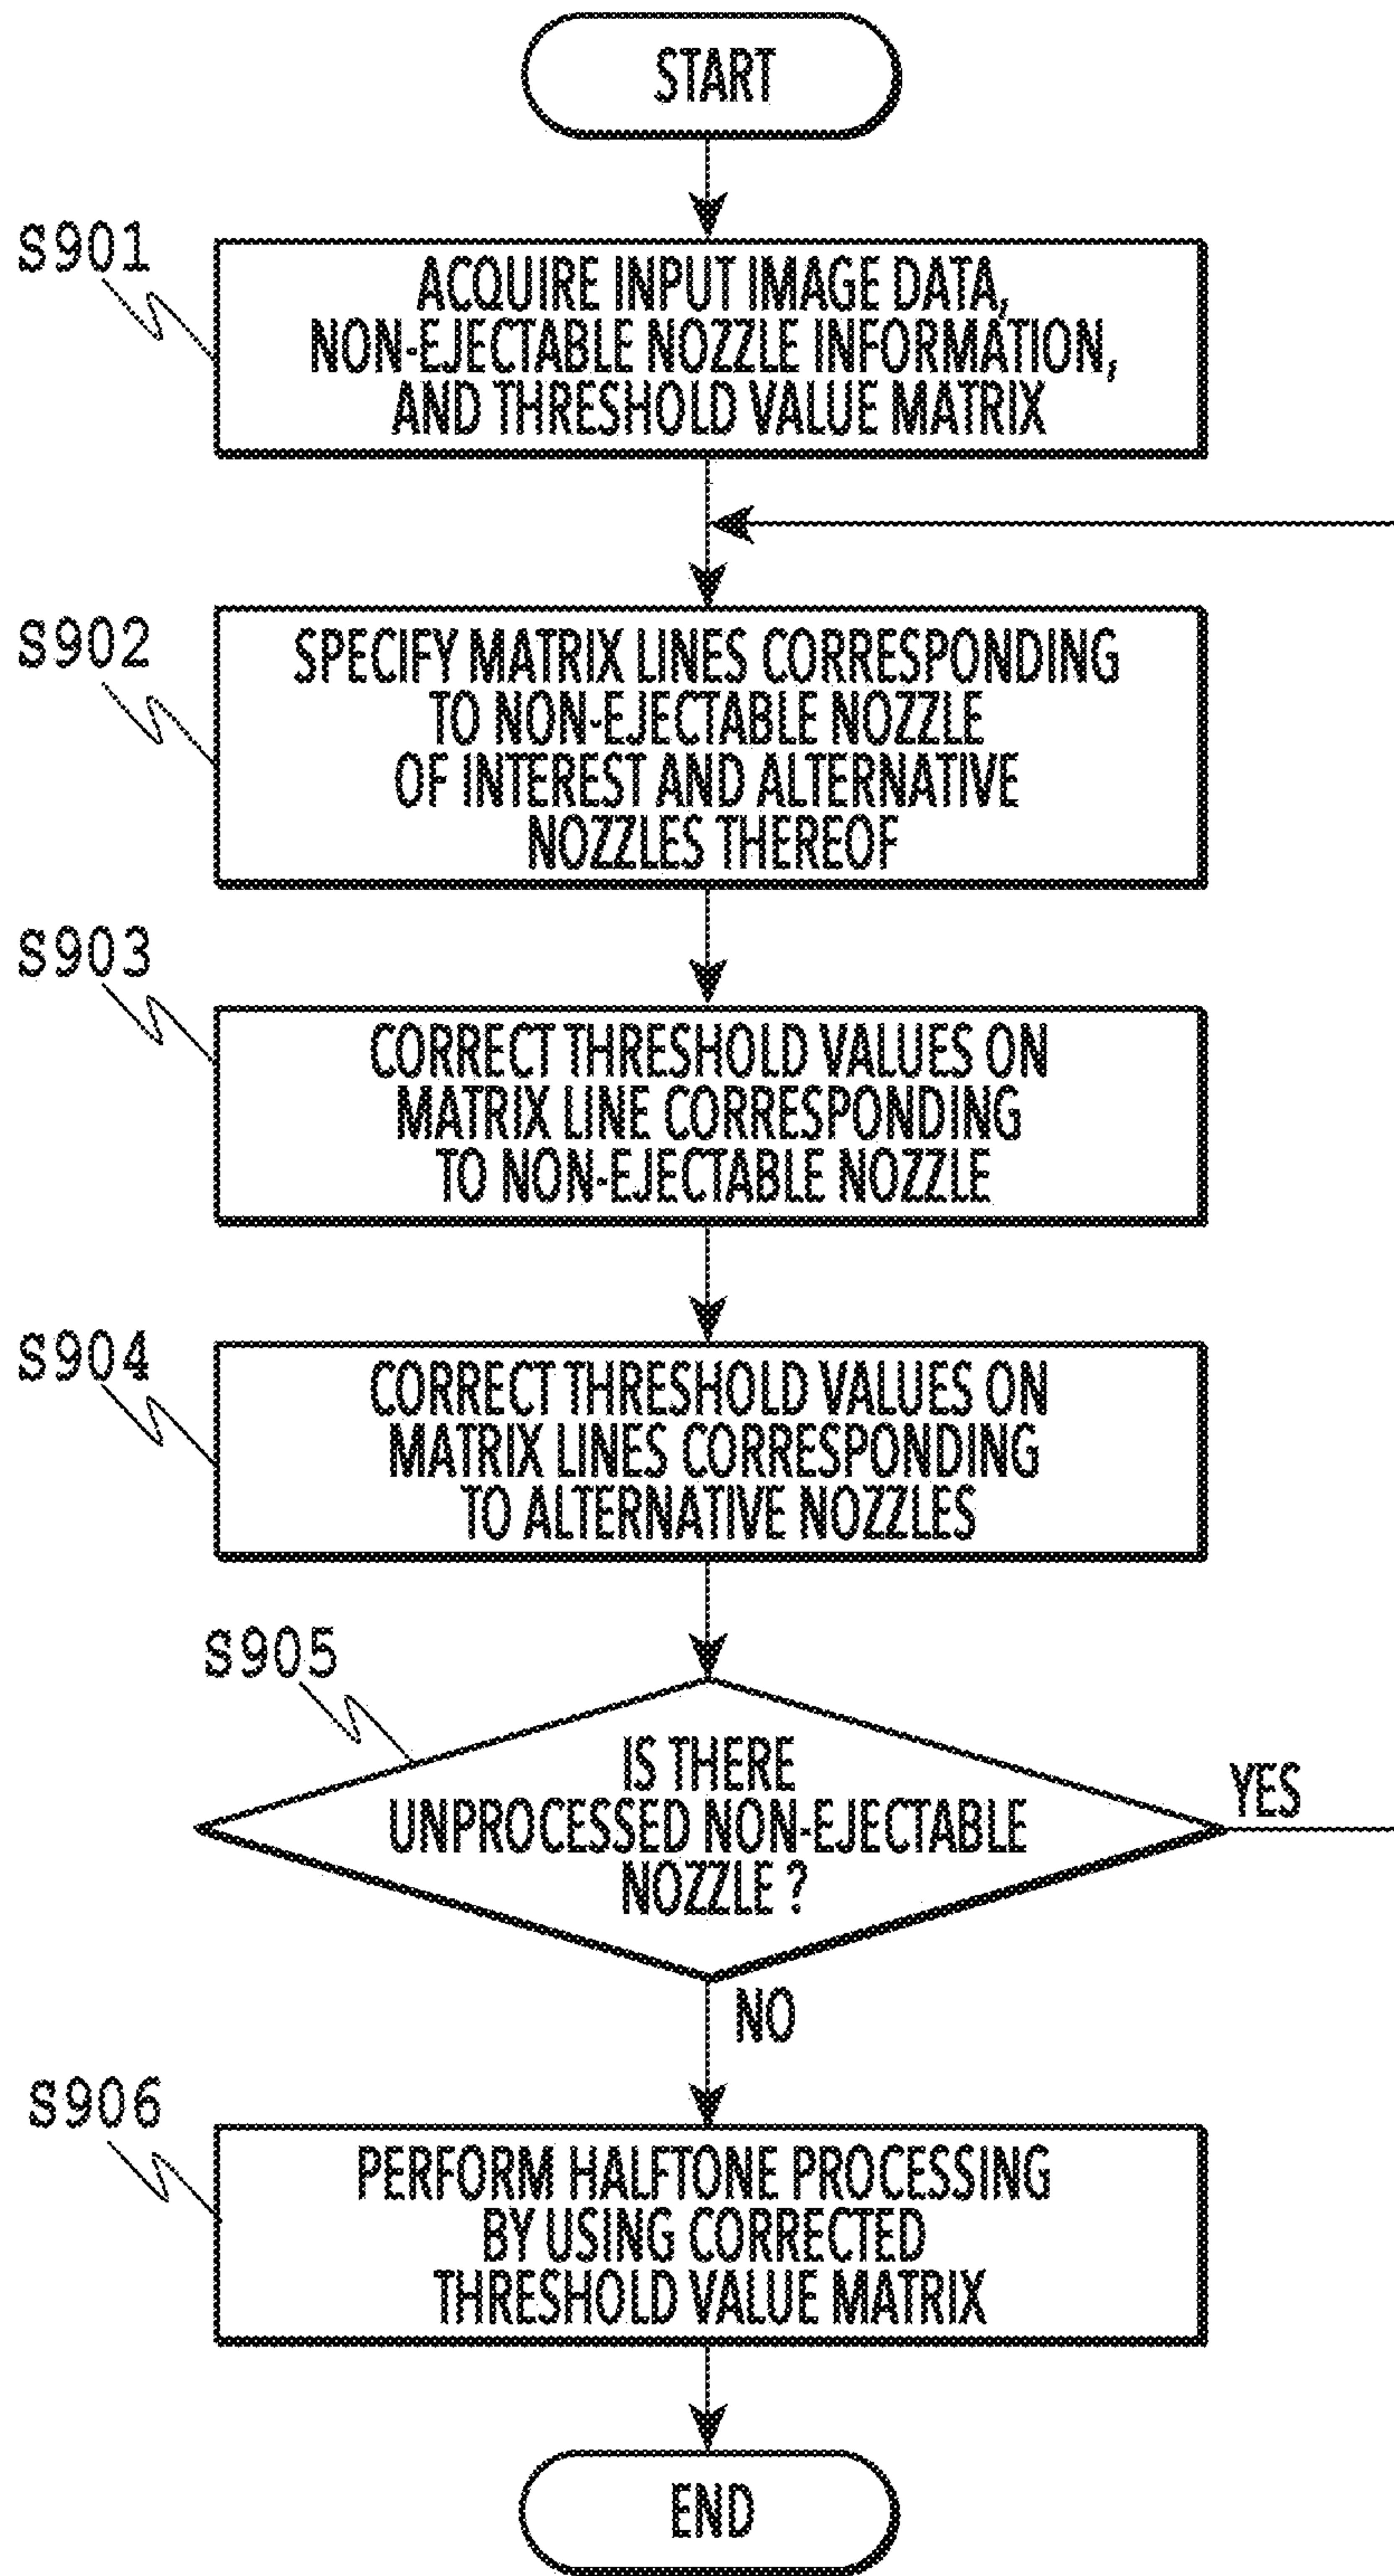 START
S901
ACQUIRE INPUT IMAGE DATA,
NON-EJECTABLE NOZZLE INFORMATION,
AND THRESHOLD VALUE MATRIX
S902
SPECIFY MATRIX LINES CORRESPONDING
TO NON-EJECTABLE NOZZLE
OF INTEREST AND ALTERNATIVE
NOZZLES THEREOF
S903
CORRECT THRESHOLD VALUES ON
MATRIX LINE CORRESPONDING
TO NON-EJECTABLE NOZZLE
S904
CORRECT THRESHOLD VALUES ON
MATRIX LINES CORRESPONDING
TO ALTERNATIVE NOZZLES
S905
IS THERE
UNPROCESSED NON-EJECTABLE
NOZZLE ?
YES
NO
S906
PERFORM HALFTONE PROCESSING
BY USING CORRECTED
THRESHOLD VALUE MATRIX
END